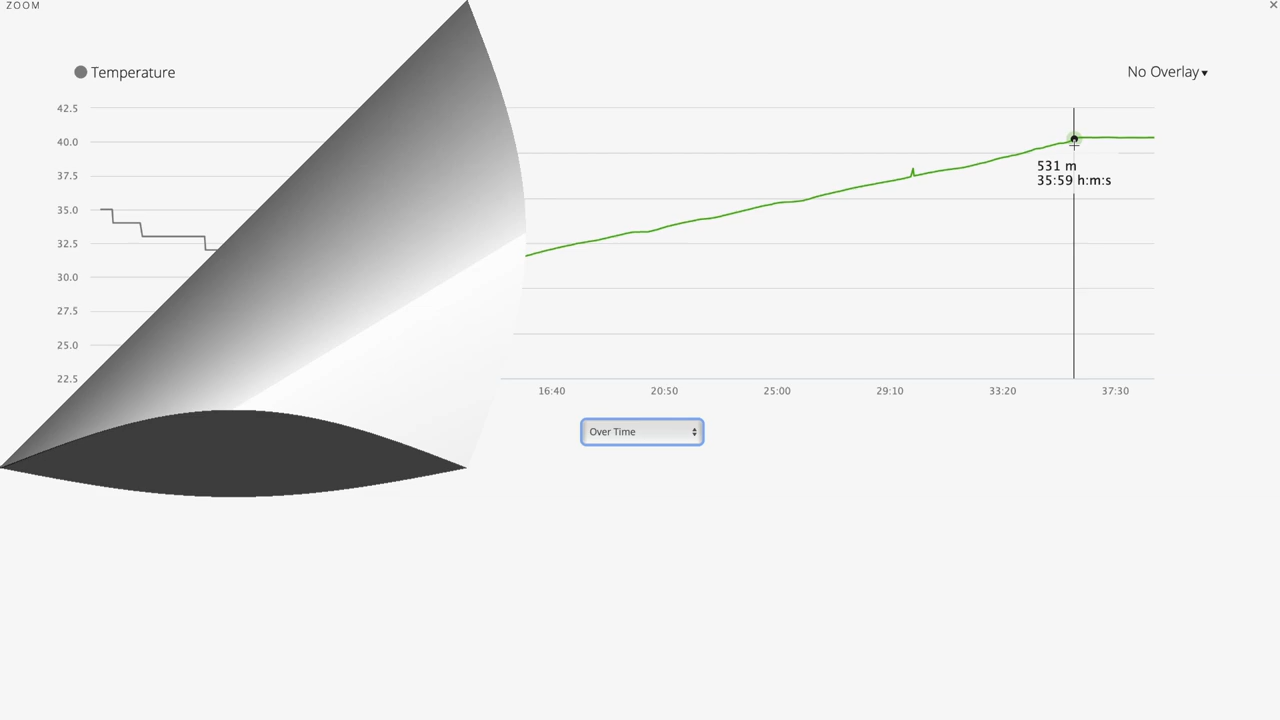 ZOOM
×
Temperature
No Overlay▾
42.5
40.0
37.5
35.0
32.5
30.0
27.5
25.0
22.5
531 m
35:59 h:m:s
16:40
20:50
25:00
29:10
33:20
37:30
Over Time